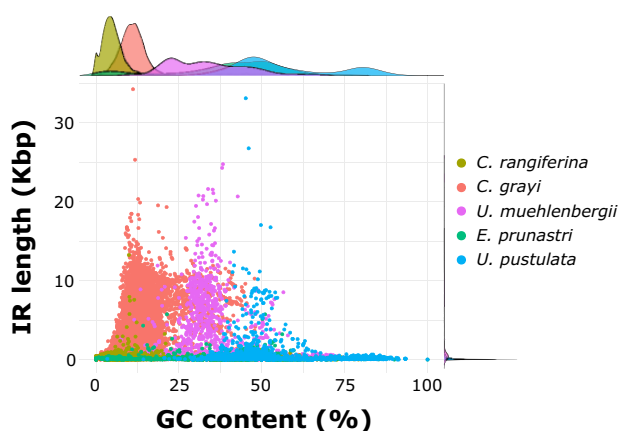 30
20
10
0
IR length (Kbp)
0 25 50 75 100
GC content (%)
C. rangiferina
C. grayi
U. muehlenbergii
E. prunastri
U. pustulata